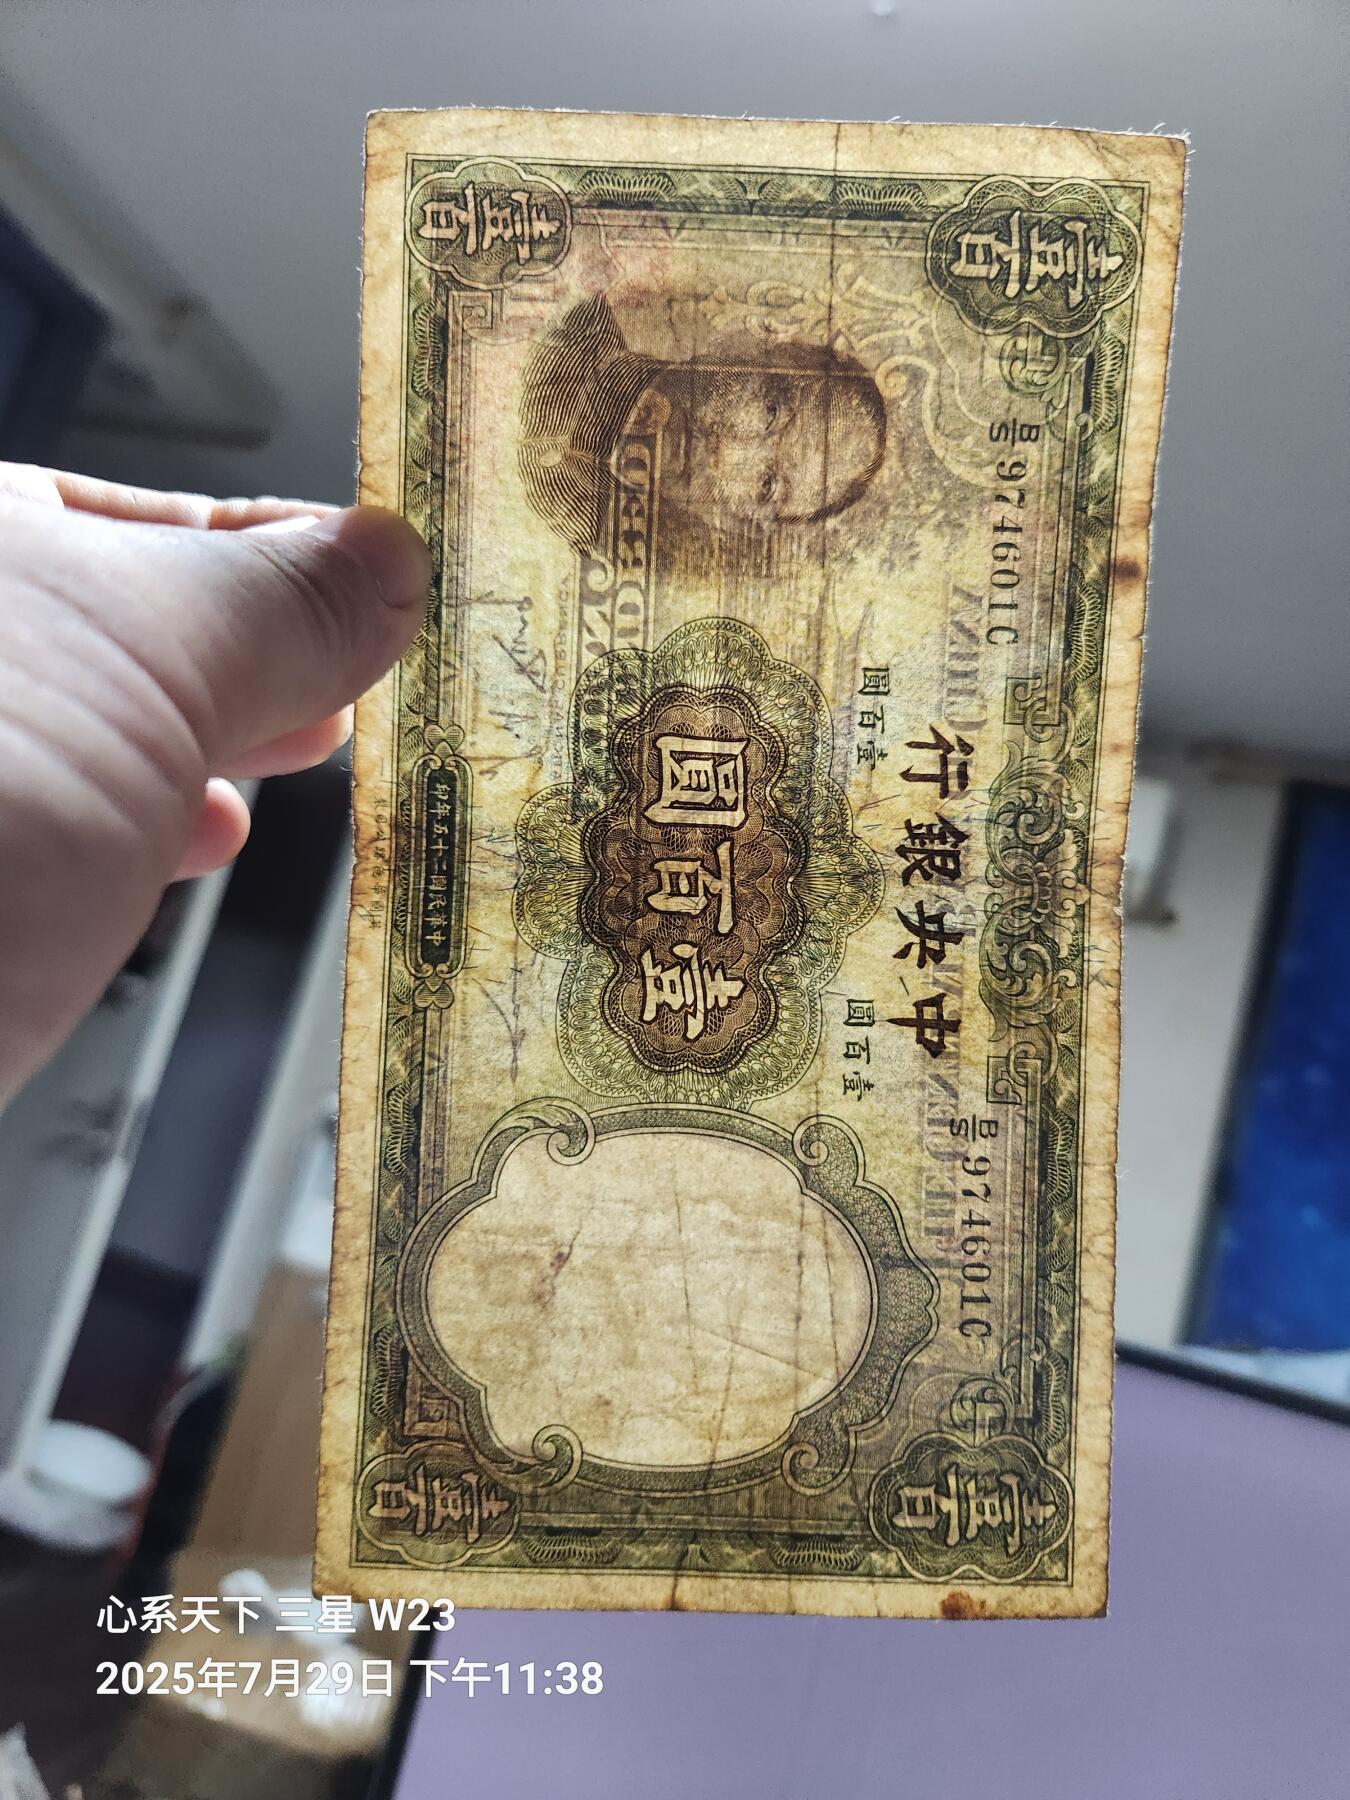 壹百
壹百
B/S 974601C
B/S 974601C
中央銀行
壹百圓
壹百圓
壹百圓
中華民國二十五年印
壹百
壹百
心系天下 三星 W23
2025年7月29日 下午11:38